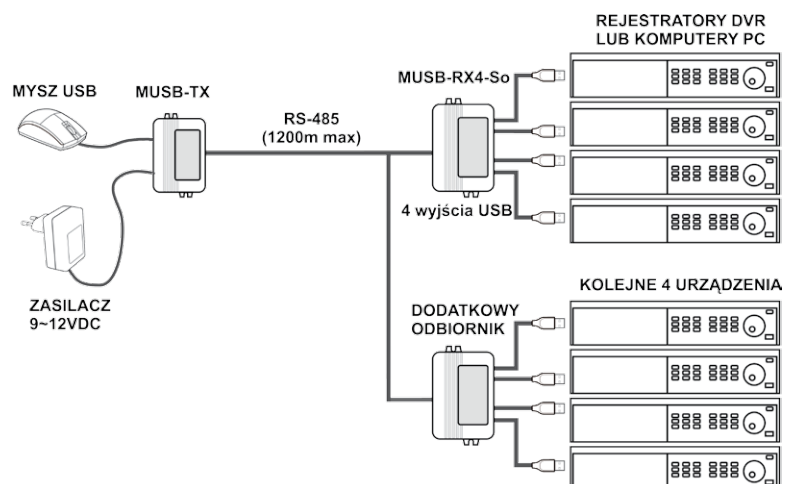 REJESTRATORY DVR
LUB KOMPUTERY PC
MYSZ USB
MUSB-TX
RS-485
(1200m max)
MUSB-RX4-So
4 wyjścia USB
ZASILACZ
9~12VDC
DODATKOWY
ODBIORNIK
KOLEJNE 4 URZĄDZENIA